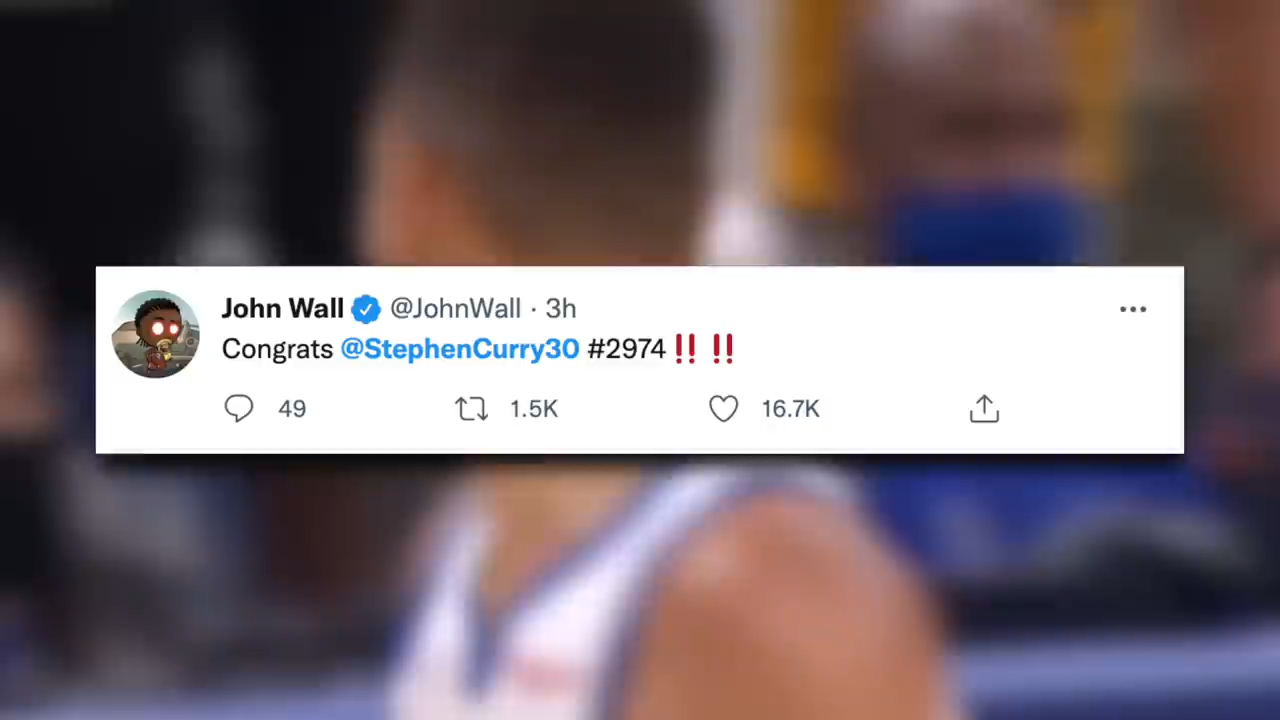 John Wall @JohnWall · 3h
Congrats @StephenCurry30 #2974‼️ ‼️
49 1.5K 16.7K